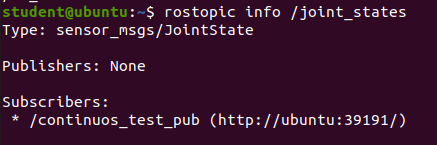 student@ubuntu:~$ rostopic info /joint_states
Type: sensor_msgs/JointState
Publishers: None
Subscribers:
* /continuos_test_pub (http://ubuntu:39191/)